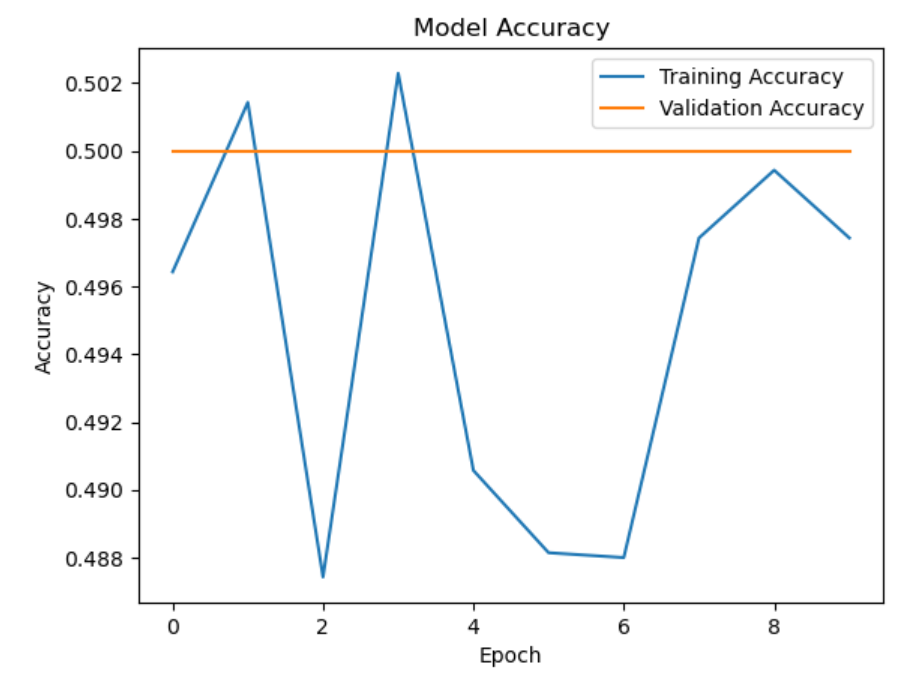 Model Accuracy
Training Accuracy
Validation Accuracy
0.502
0.500
0.498
0.496
0.494
0.492
0.490
0.488
Accuracy
0 2 4 6 8
Epoch